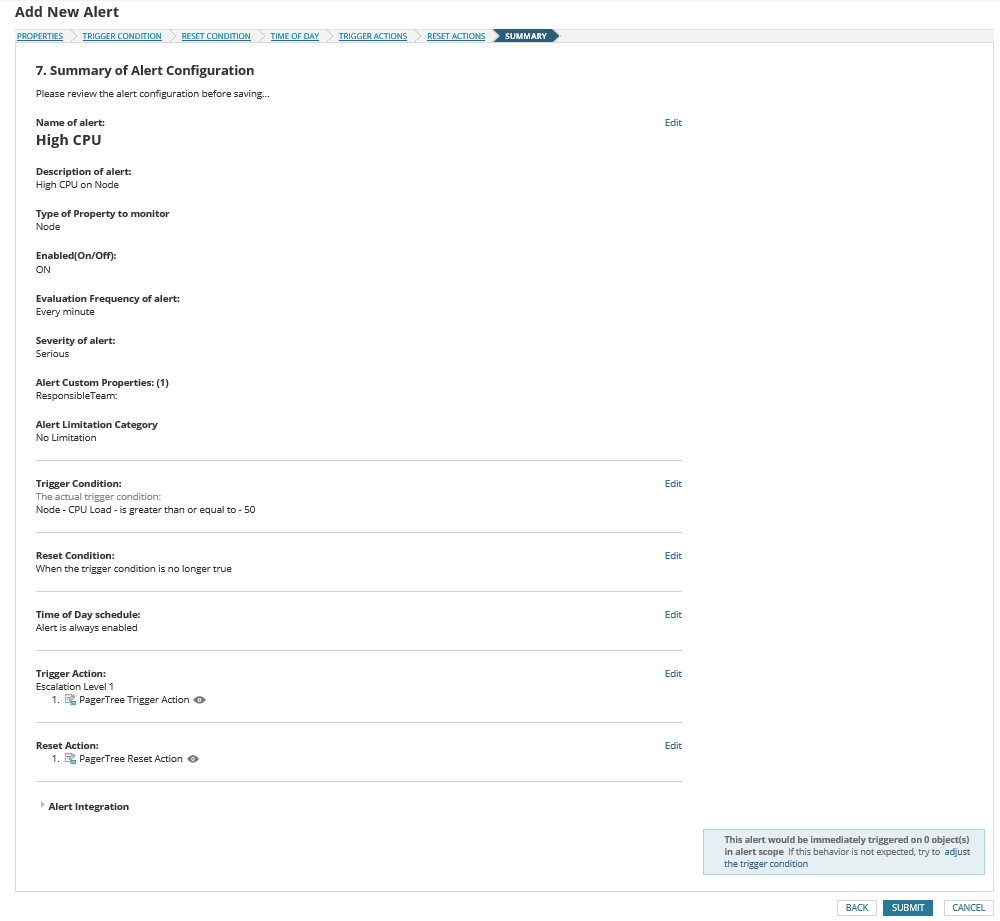 Add New Alert
PROPERTIES TRIGGER CONDITION RESET CONDITION TIME OF DAY TRIGGER ACTIONS RESET ACTIONS SUMMARY
7. Summary of Alert Configuration
Please review the alert configuration before saving...
Name of alert: Edit
High CPU
Description of alert:
High CPU on Node
Type of Property to monitor
Node
Enabled(On/Off):
ON
Evaluation Frequency of alert:
Every minute
Severity of alert:
Serious
Alert Custom Properties: (1)
ResponsibleTeam:
Alert Limitation Category
No Limitation
Trigger Condition: Edit
The actual trigger condition:
Node - CPU Load - is greater than or equal to - 50
Reset Condition: Edit
When the trigger condition is no longer true
Time of Day schedule: Edit
Alert is always enabled
Trigger Action: Edit
Escalation Level 1
1. PagerTree Trigger Action
Reset Action: Edit
1. PagerTree Reset Action
Alert Integration
This alert would be immediately triggered on 0 object(s)
in alert scope If this behavior is not expected, try to adjust
the trigger condition
BACK SUBMIT CANCEL